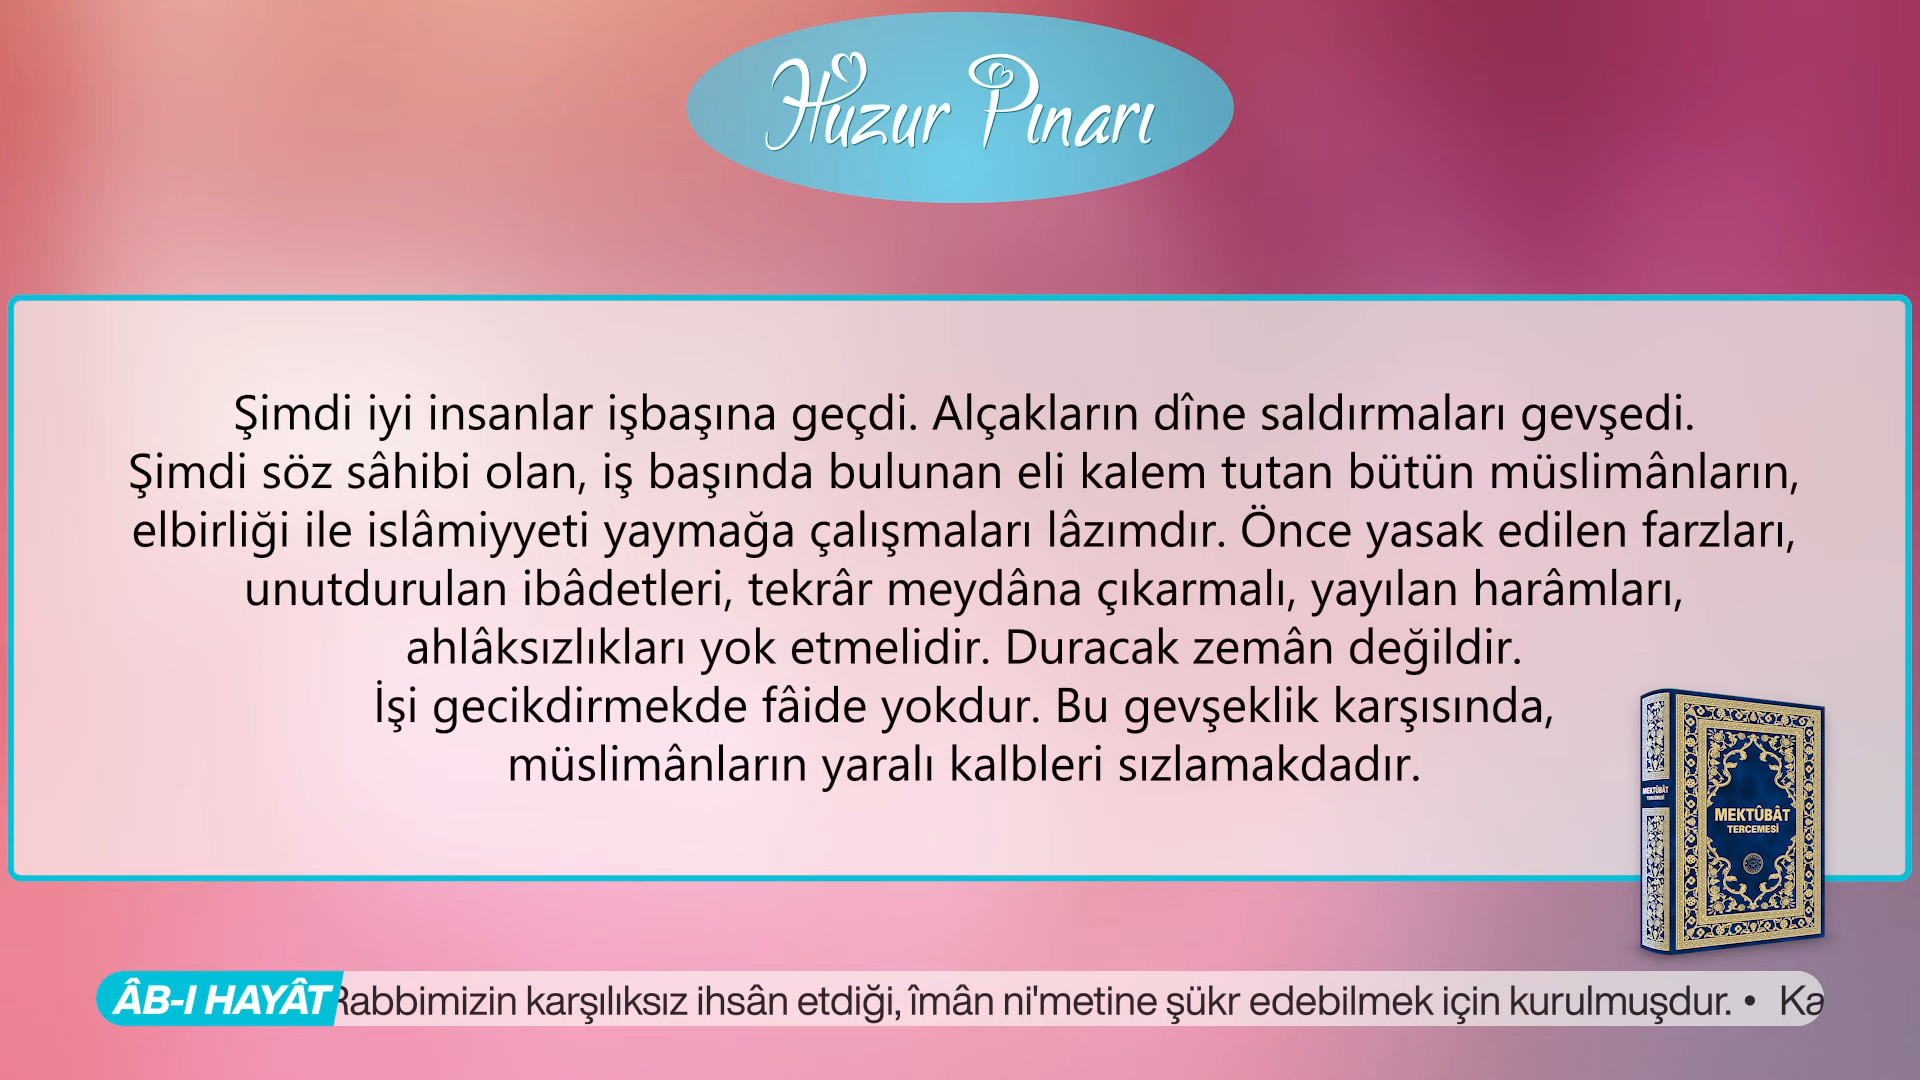 Huzur Pınarı
Şimdi iyi insanlar işbaşına geçdi. Alçakların dîne saldırmaları gevşedi.
Şimdi söz sâhibi olan, iş başında bulunan eli kalem tutan bütün müslimânların,
elbirliği ile islâmiyyeti yaymağa çalışmaları lâzımdır. Önce yasak edilen farzları,
unutdurulan ibâdetleri, tekrâr meydâna çıkarmalı, yayılan harâmları,
ahlâksızlıkları yok etmelidir. Duracak zemân değildir.
İşi gecikdirmekde fâide yokdur. Bu gevşeklik karşısında,
müslimânların yaralı kalbleri sızlamakdadır.
MEKTÛBÂT
TERCEMESİ
MEKTÛBÂT
TERCEMESİ
ÂB-I HAYÂT Rabbimizin karşılıksız ihsân etdiği, îmân ni'metine şükr edebilmek için kurulmuşdur. • Ka